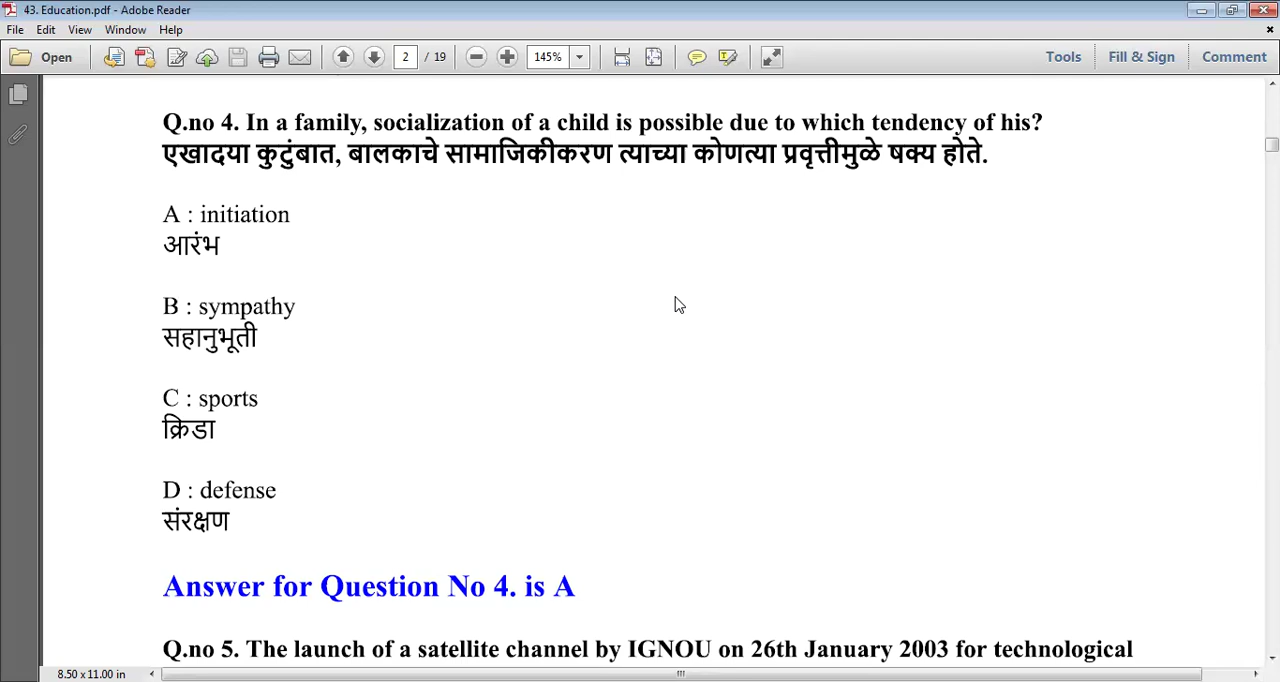 43. Education.pdf - Adobe Reader
File Edit View Window Help
Open 2 / 19 145% Tools Fill & Sign Comment
Q.no 4. In a family, socialization of a child is possible due to which tendency of his?
एखादया कुटुंबात, बालकाचे सामाजिकीकरण त्याच्या कोणत्या प्रवृत्तीमुळे षक्य होते.
A : initiation
आरंभ
B : sympathy
सहानुभूती
C : sports
क्रिडा
D : defense
संरक्षण
Answer for Question No 4. is A
Q.no 5. The launch of a satellite channel by IGNOU on 26th January 2003 for technological
8.50 x 11.00 in